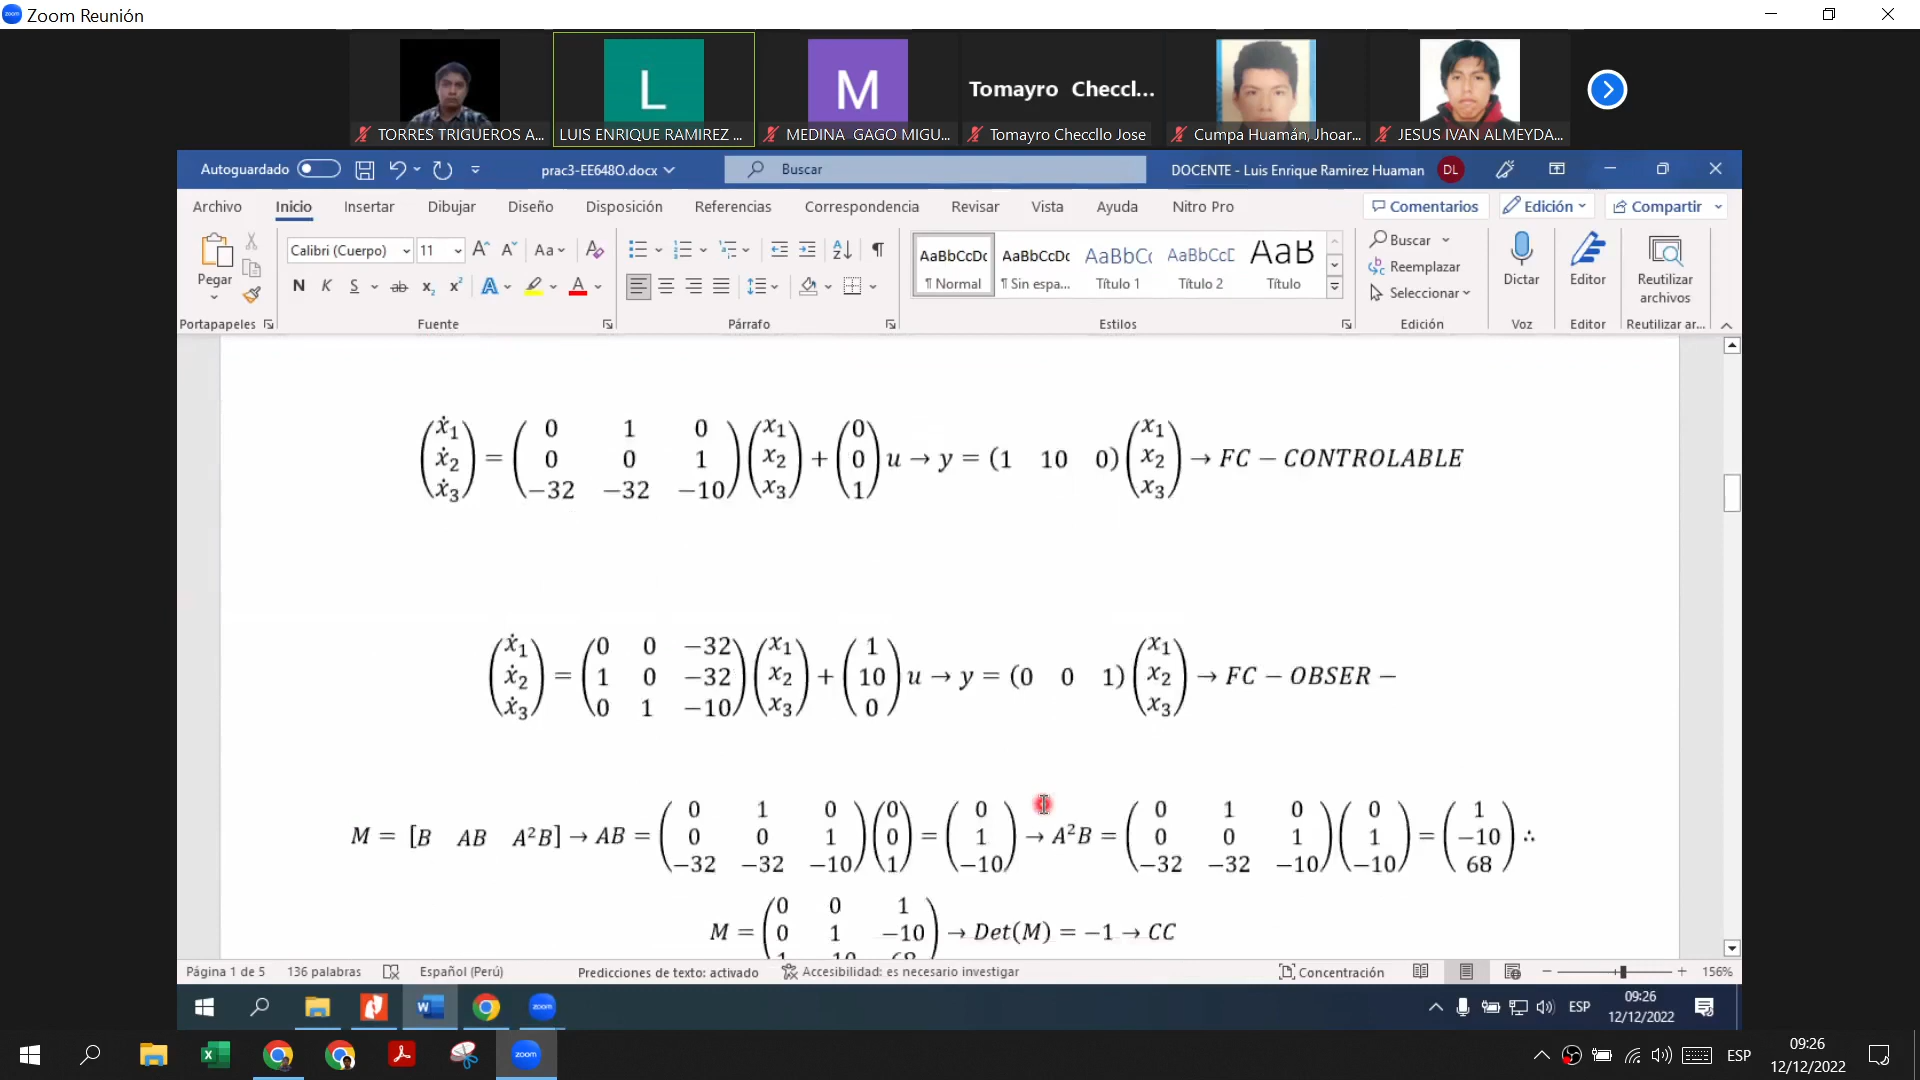 Zoom Reunión
L
M
Tomayro Checcl...
TORRES TRIGUEROS A...
LUIS ENRIQUE RAMIREZ ...
MEDINA GAGO MIGU...
Tomayro Checcllo Jose
Cumpa Huamán, Jhoar...
JESUS IVAN ALMEYDA...
Autoguardado
prac3-EE648O.docx
Buscar
DOCENTE - Luis Enrique Ramirez Huaman
DL
Archivo Inicio Insertar Dibujar Diseño Disposición Referencias Correspondencia Revisar Vista Ayuda Nitro Pro
Comentarios Edición Compartir
Pegar
Calibri (Cuerpo) 11
N K S ab x₂ x² A A
AaBbCcDc AaBbCcDc AaBbCc AaBbCcD AaB
¶ Normal ¶ Sin espa... Título 1 Título 2 Título
Buscar
Reemplazar
Seleccionar
Dictar
Editor
Reutilizar archivos
Portapapeles Fuente Párrafo Estilos Edición Voz Editor Reutilizar ar...
(ẋ₁ ẋ₂ ẋ₃) = (0 1 0; 0 0 1; −32 −32 −10)(x₁ x₂ x₃) + (0 0 1) u → y = (1 10 0)(x₁ x₂ x₃) → FC − CONTROLABLE
(ẋ₁ ẋ₂ ẋ₃) = (0 0 −32; 1 0 −32; 0 1 −10)(x₁ x₂ x₃) + (1 10 0) u → y = (0 0 1)(x₁ x₂ x₃) → FC − OBSER −
M = [B AB A²B] → AB = (0 1 0; 0 0 1; −32 −32 −10)(0 0 1) = (0 1 −10) → A²B = (0 1 0; 0 0 1; −32 −32 −10)(0 1 −10) = (1 −10 68) ∴
M = (0 0 1; 0 1 −10; 1 −10 68) → Det(M) = −1 → CC
Página 1 de 5 136 palabras Español (Perú) Predicciones de texto: activado Accesibilidad: es necesario investigar Concentración 156%
zoom
ESP
09:26
12/12/2022
zoom
ESP
09:26
12/12/2022